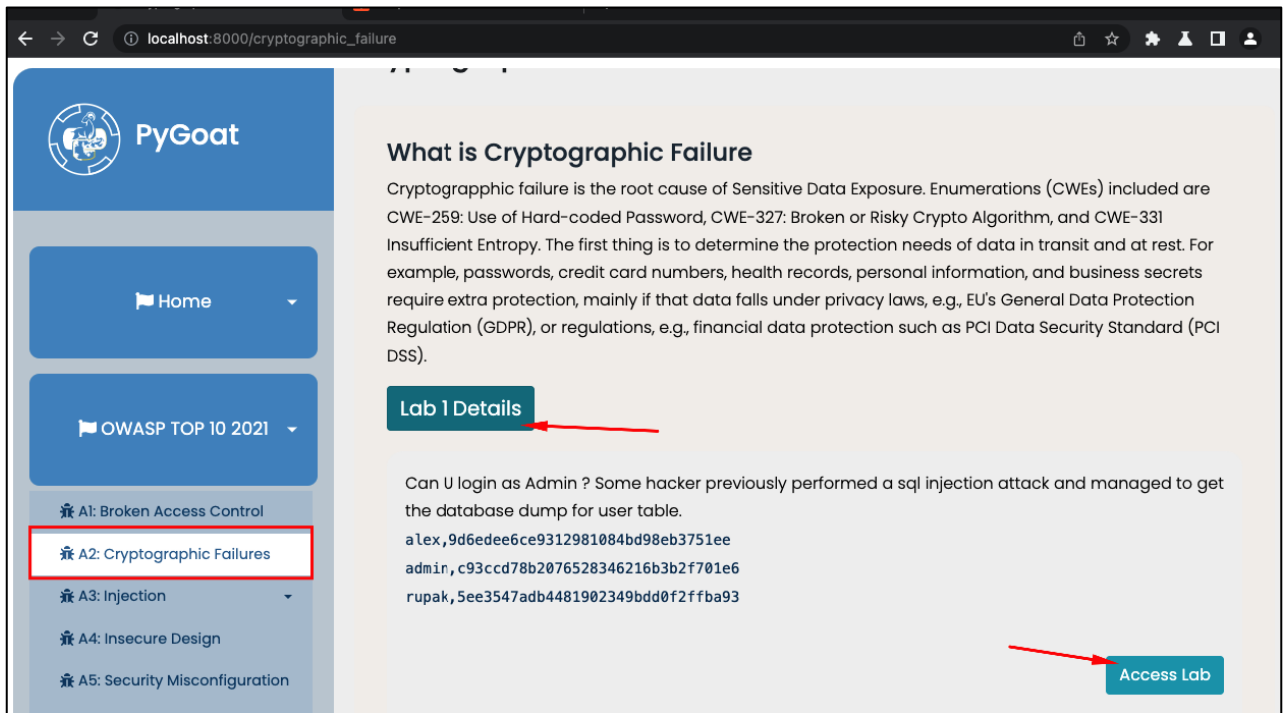 localhost:8000/cryptographic_failure
PyGoat
Home
OWASP TOP 10 2021
A1: Broken Access Control
A2: Cryptographic Failures
A3: Injection
A4: Insecure Design
A5: Security Misconfiguration
What is Cryptographic Failure
Cryptograpphic failure is the root cause of Sensitive Data Exposure. Enumerations (CWEs) included are
CWE-259: Use of Hard-coded Password, CWE-327: Broken or Risky Crypto Algorithm, and CWE-331
Insufficient Entropy. The first thing is to determine the protection needs of data in transit and at rest. For
example, passwords, credit card numbers, health records, personal information, and business secrets
require extra protection, mainly if that data falls under privacy laws, e.g., EU's General Data Protection
Regulation (GDPR), or regulations, e.g., financial data protection such as PCI Data Security Standard (PCI
DSS).
Lab 1 Details
Can U login as Admin ? Some hacker previously performed a sql injection attack and managed to get
the database dump for user table.
alex,9d6edee6ce9312981084bd98eb3751ee
admin,c93ccd78b2076528346216b3b2f701e6
rupak,5ee3547adb4481902349bdd0f2ffba93
Access Lab